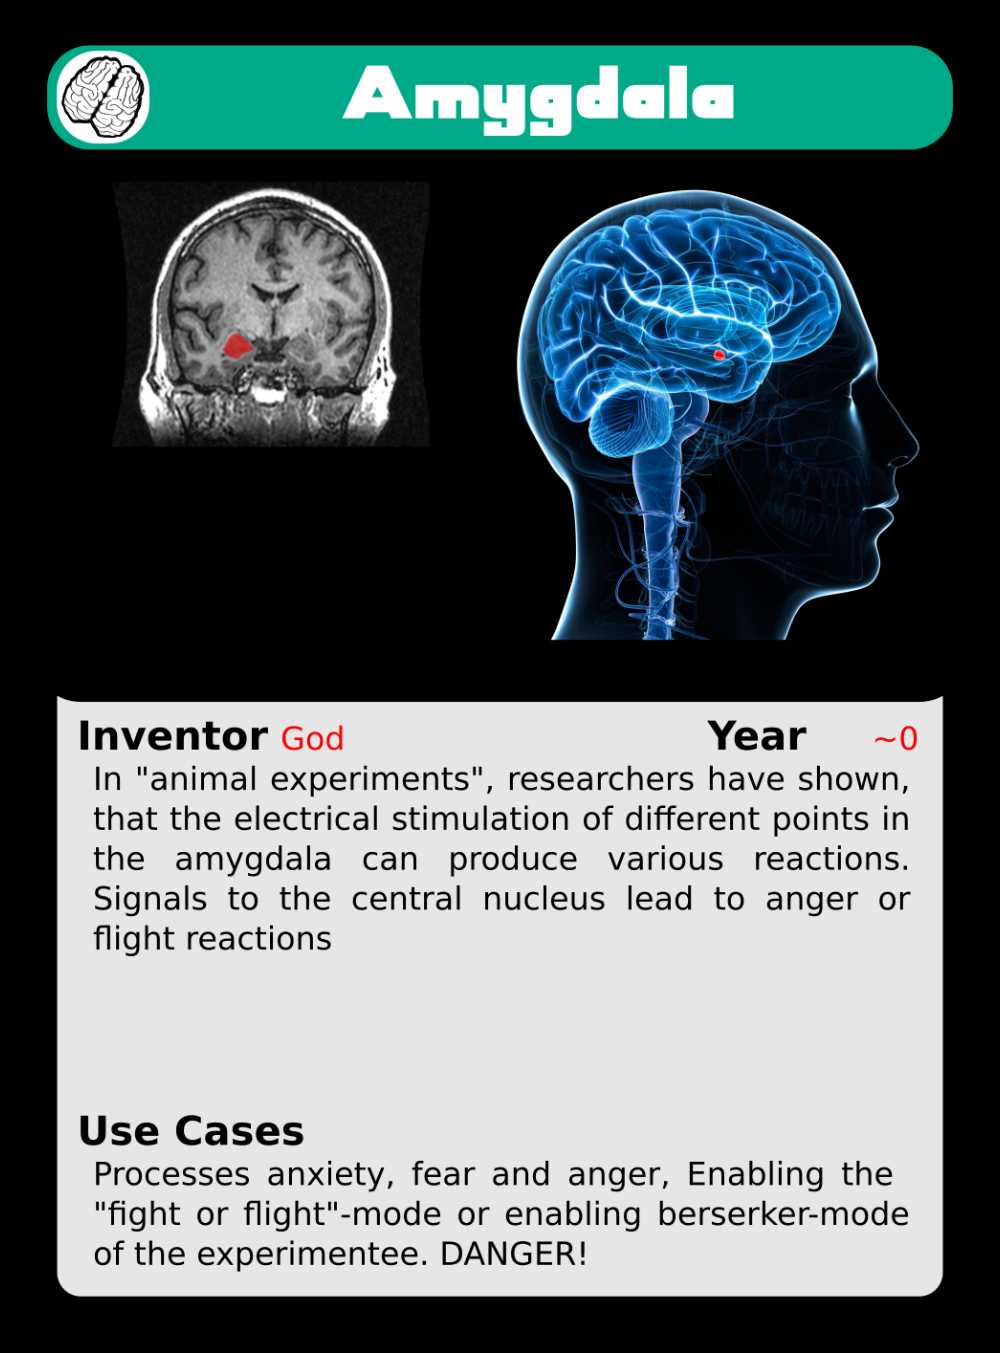 Amygdala
Inventor God Year ~0
In "animal experiments", researchers have shown,
that the electrical stimulation of different points in
the amygdala can produce various reactions.
Signals to the central nucleus lead to anger or
flight reactions
Use Cases
Processes anxiety, fear and anger, Enabling the
"fight or flight"-mode or enabling berserker-mode
of the experimentee. DANGER!